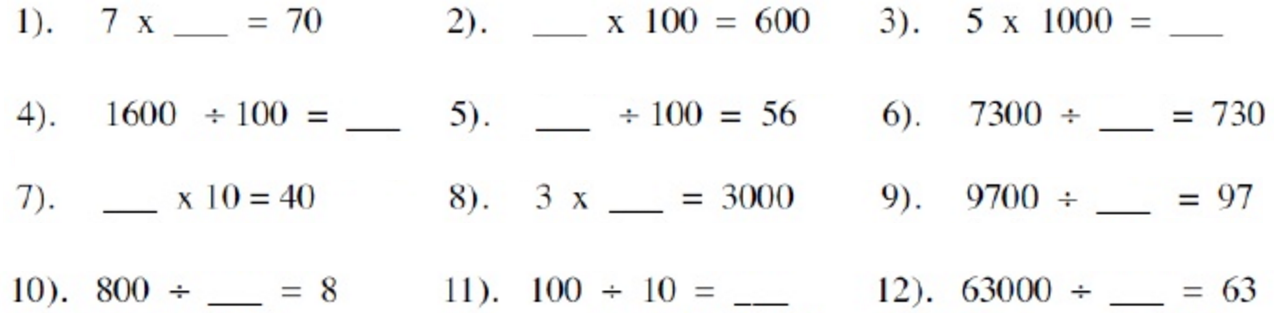 1). 7 x ___ = 70 2). ___ x 100 = 600 3). 5 x 1000 = ___
4). 1600 ÷ 100 = ___ 5). ___ ÷ 100 = 56 6). 7300 ÷ ___ = 730
7). ___ x 10 = 40 8). 3 x ___ = 3000 9). 9700 ÷ ___ = 97
10). 800 ÷ ___ = 8 11). 100 ÷ 10 = ___ 12). 63000 ÷ ___ = 63